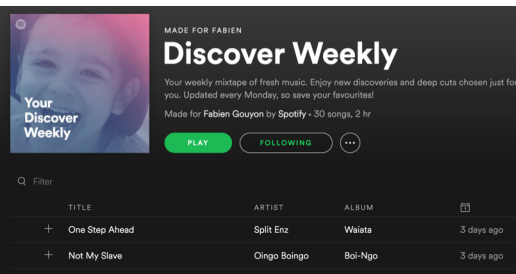 MADE FOR FABIEN
Discover Weekly
Your weekly mixtape of fresh music. Enjoy new discoveries and deep cuts chosen just for
you. Updated every Monday, so save your favourites!
Made for Fabien Gouyon by Spotify • 30 songs, 2 hr
Your
Discover
Weekly
PLAY
FOLLOWING
Filter
TITLE ARTIST ALBUM
One Step Ahead Split Enz Waiata 3 days ago
Not My Slave Oingo Boingo Boi-Ngo 3 days ago